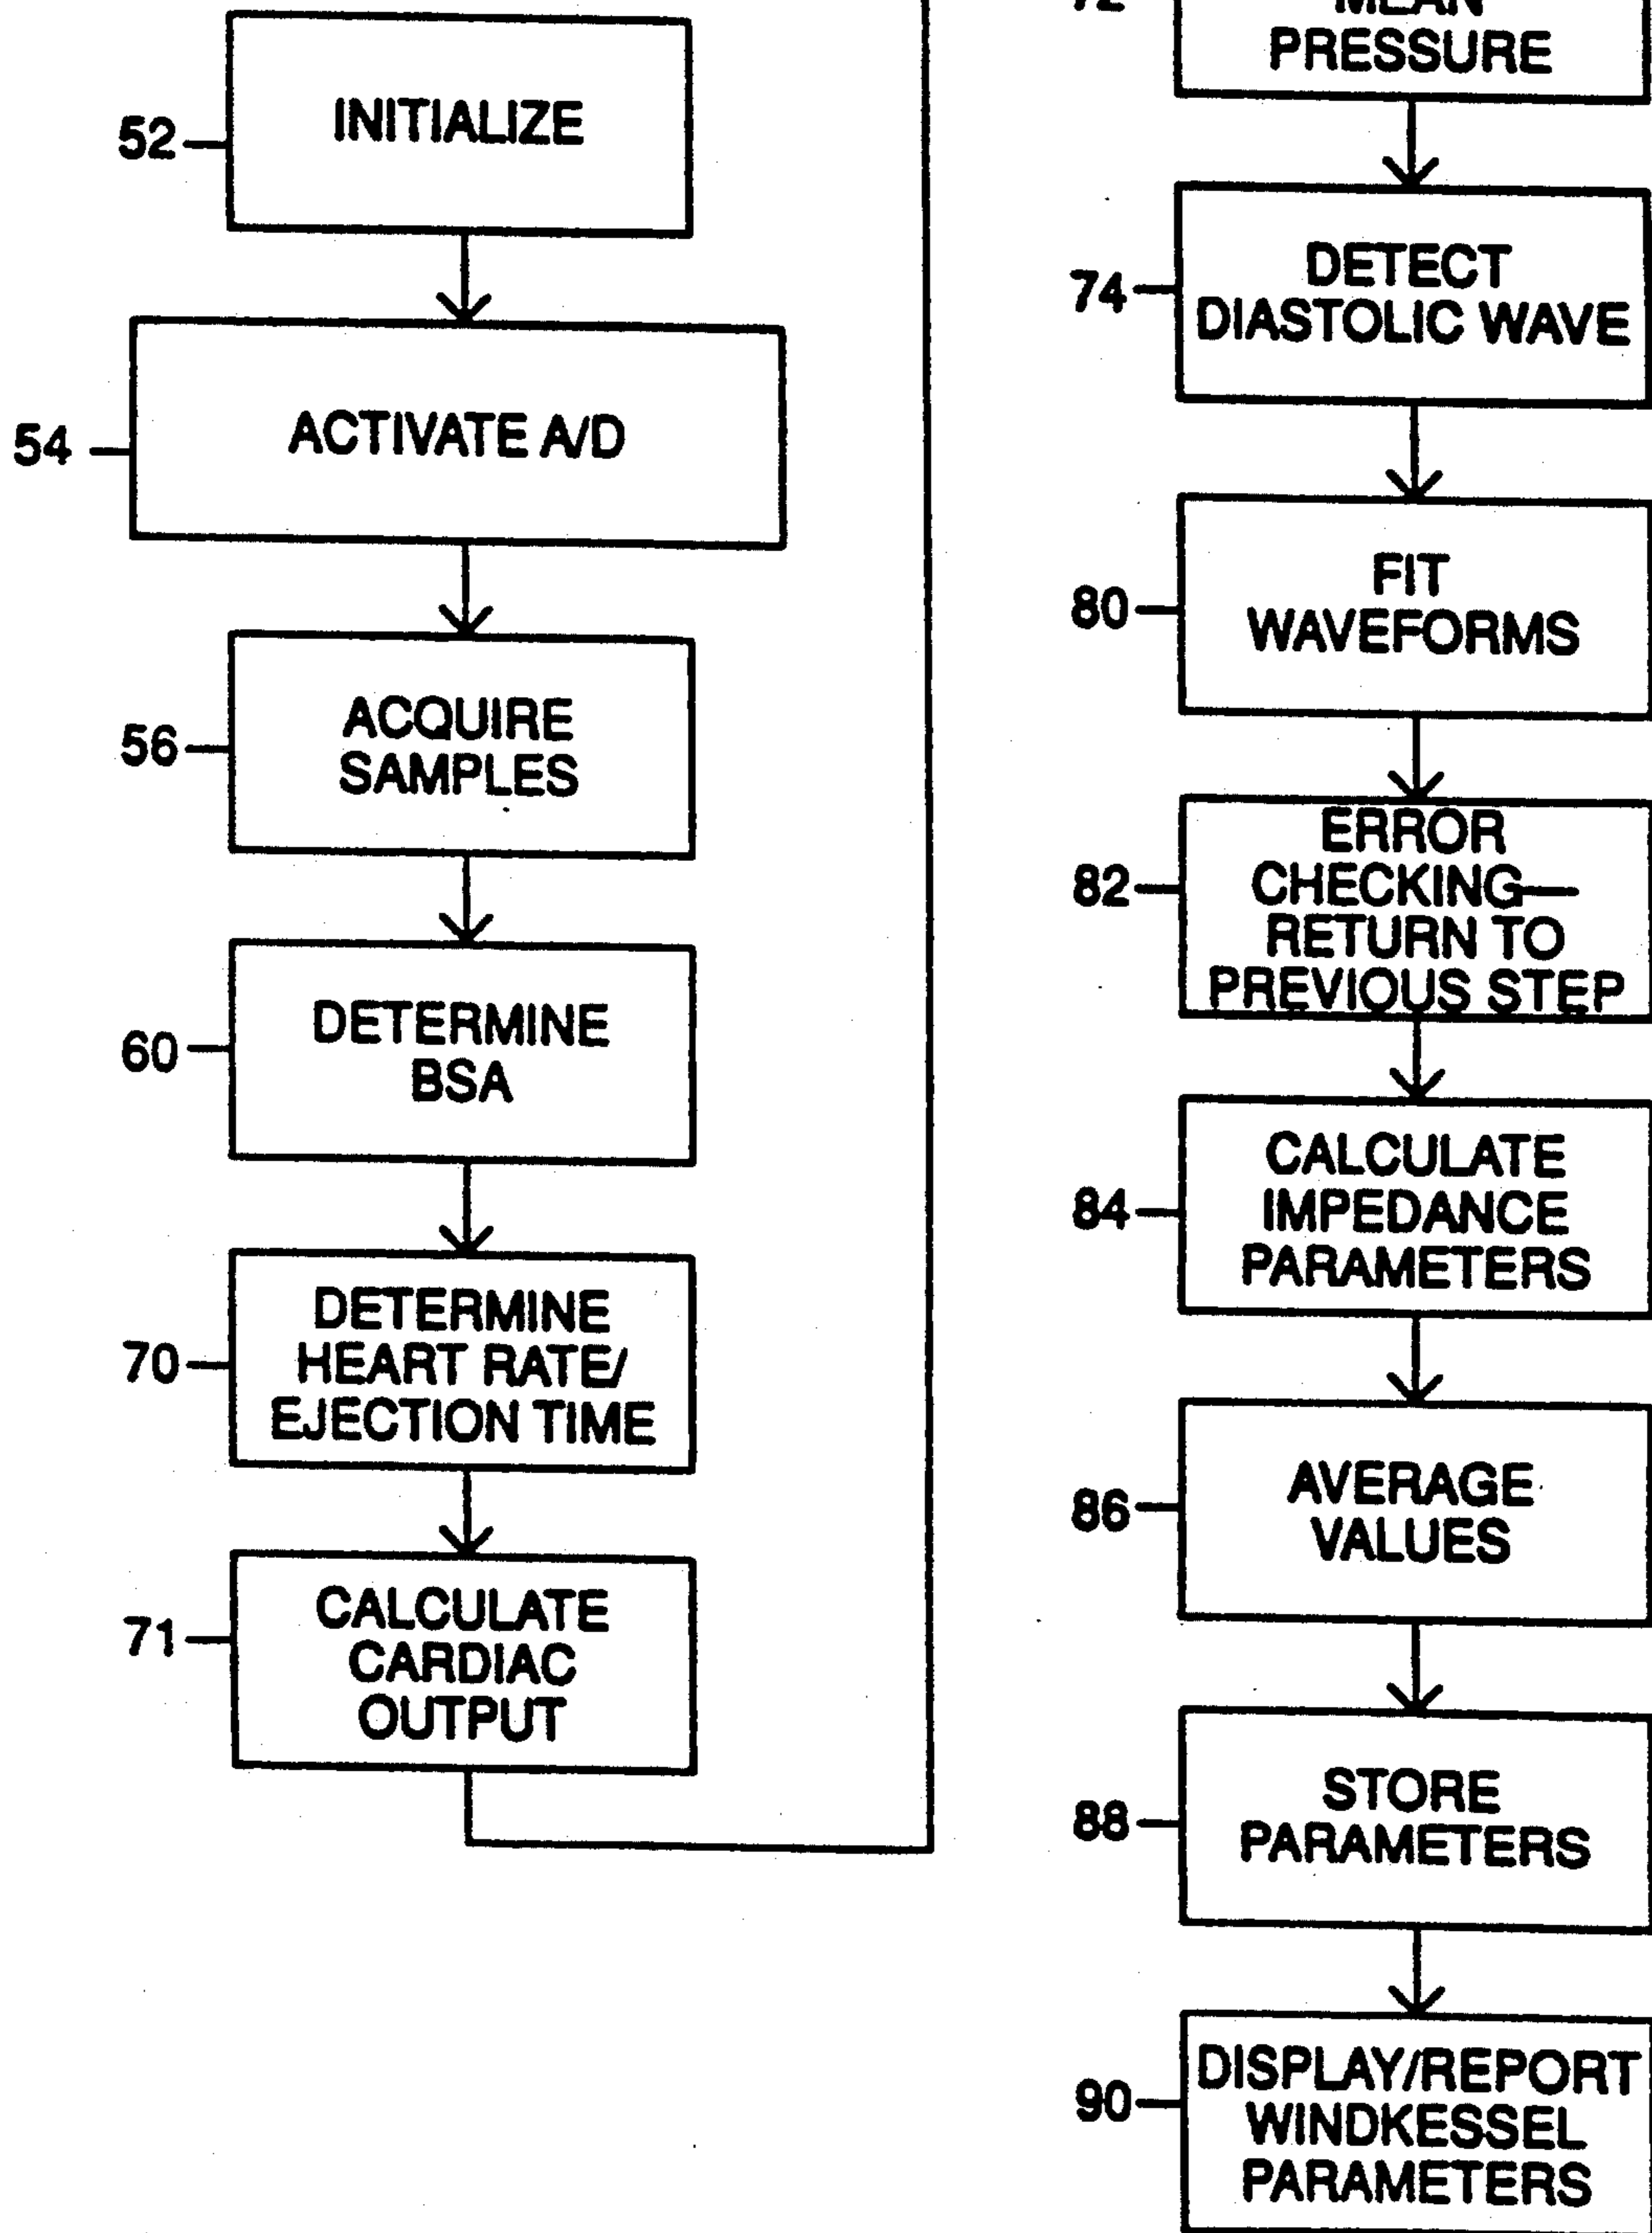 52
INITIALIZE
54
ACTIVATE A/D
56
ACQUIRE
SAMPLES
60
DETERMINE
BSA
70
DETERMINE
HEART RATE/
EJECTION TIME
71
CALCULATE
CARDIAC
OUTPUT
72
MEAN
PRESSURE
74
DETECT
DIASTOLIC WAVE
80
FIT
WAVEFORMS
82
ERROR
CHECKING—
RETURN TO
PREVIOUS STEP
84
CALCULATE
IMPEDANCE
PARAMETERS
86
AVERAGE
VALUES
88
STORE
PARAMETERS
90
DISPLAY/REPORT
WINDKESSEL
PARAMETERS